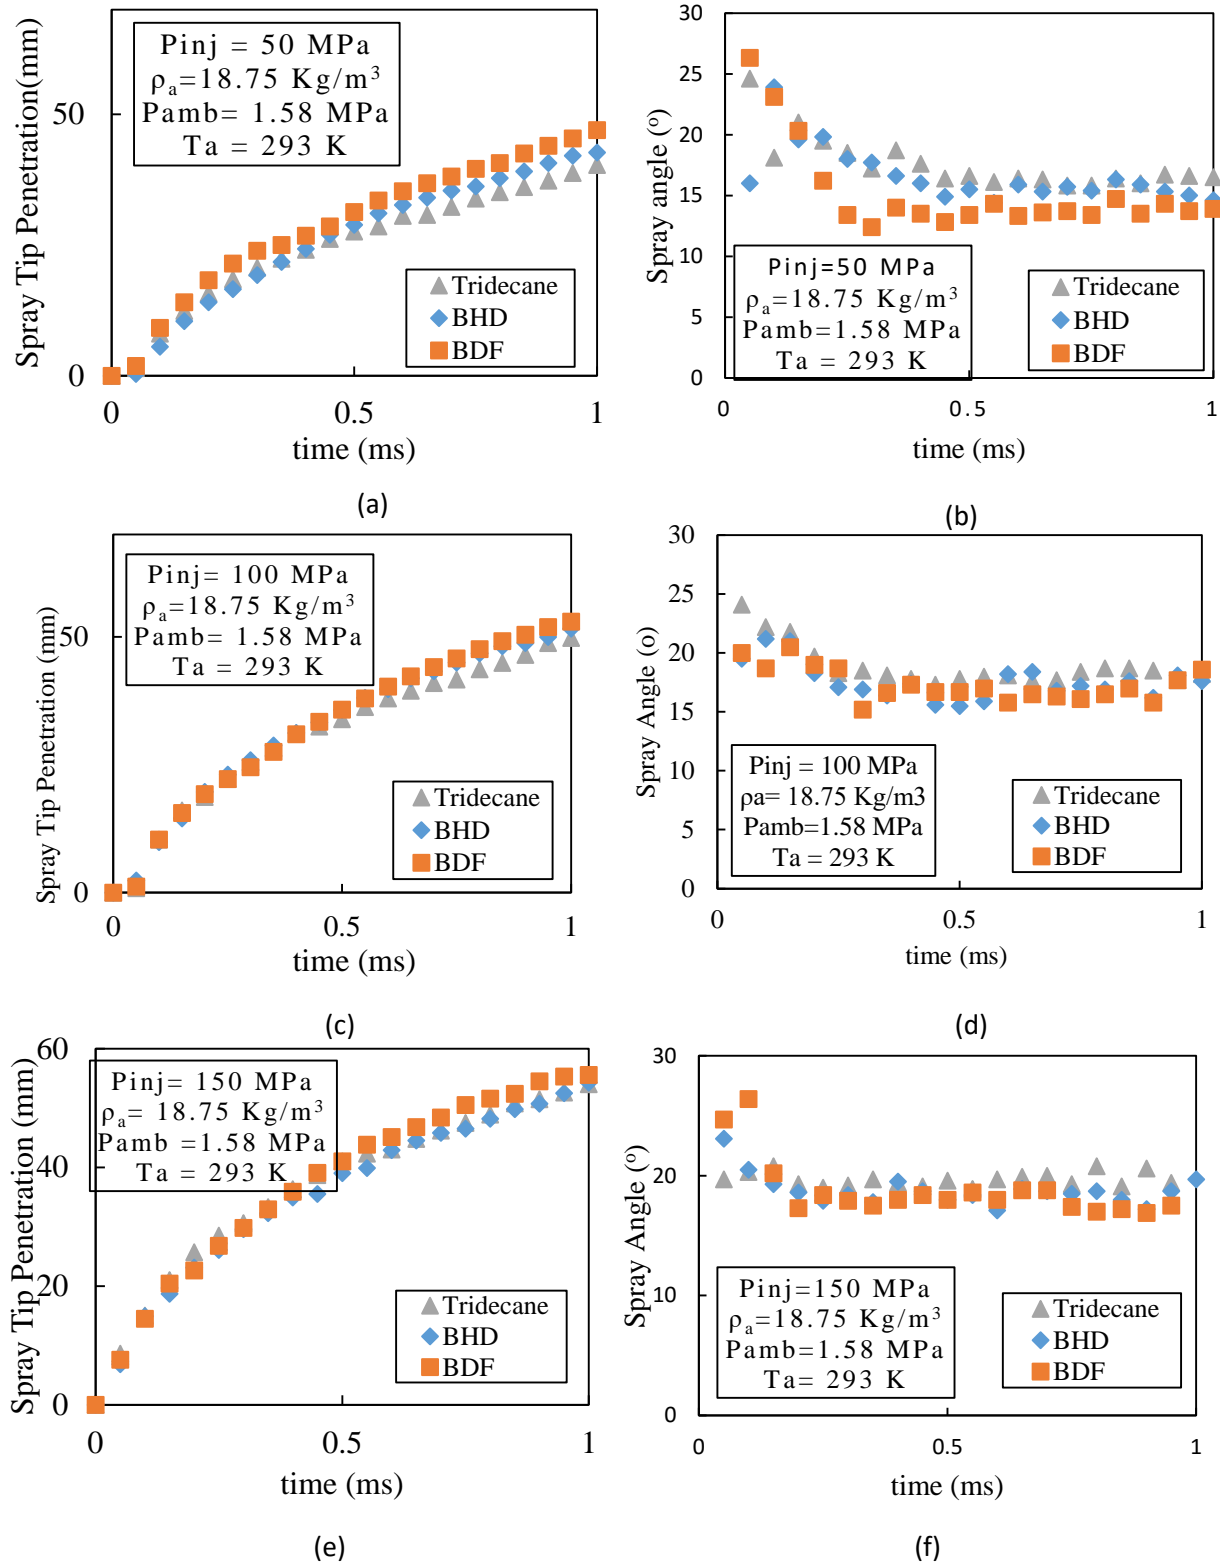 Spray Tip Penetration(mm)
50
0
Pinj = 50 MPa
ρa=18.75 Kg/m3
Pamb= 1.58 MPa
Ta = 293 K
Tridecane
BHD
BDF
0 0.5 1
time (ms)
(a)
Spray angle (o)
30
25
20
15
10
5
0
Pinj=50 MPa
ρa=18.75 Kg/m3
Pamb=1.58 MPa
Ta = 293 K
Tridecane
BHD
BDF
0 0.5 1
time (ms)
(b)
Spray Tip Penetration (mm)
50
0
Pinj= 100 MPa
ρa=18.75 Kg/m3
Pamb= 1.58 MPa
Ta = 293 K
Tridecane
BHD
BDF
0 0.5 1
time (ms)
(c)
Spray Angle (o)
30
25
20
15
10
5
0
Pinj = 100 MPa
ρa= 18.75 Kg/m3
Pamb=1.58 MPa
Ta = 293 K
Tridecane
BHD
BDF
0 0.5 1
time (ms)
(d)
Spray Tip Penetration (mm)
60
40
20
0
Pinj= 150 MPa
ρa= 18.75 Kg/m3
Pamb =1.58 MPa
Ta = 293 K
Tridecane
BHD
BDF
0 0.5 1
time (ms)
(e)
Spray Angle (o)
30
20
10
0
Pinj=150 MPa
ρa=18.75 Kg/m3
Pamb=1.58 MPa
Ta= 293 K
Tridecane
BHD
BDF
0 0.5 1
time (ms)
(f)